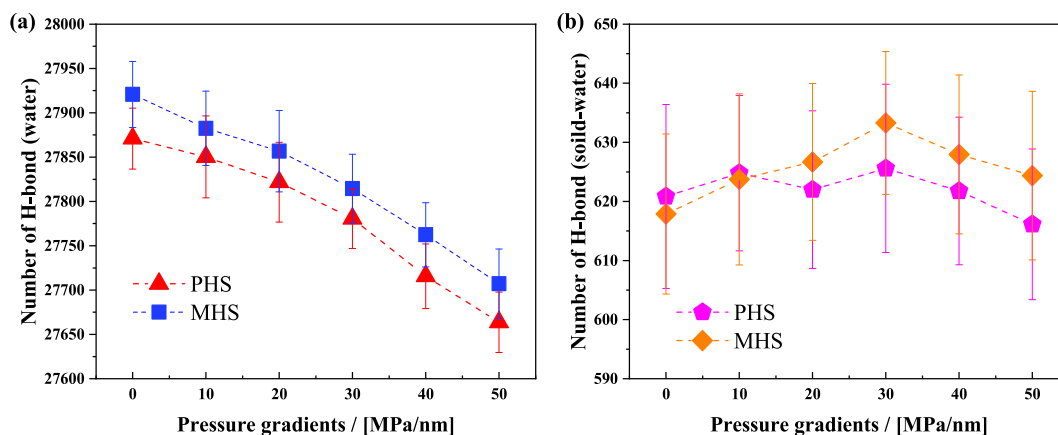 (a)
28000
27950
27900
27850
27800
27750
27700
27650
27600
Number of H-bond (water)
PHS
MHS
0 10 20 30 40 50
Pressure gradients / [MPa/nm]
(b)
650
640
630
620
610
600
590
Number of H-bond (soild-water)
PHS
MHS
0 10 20 30 40 50
Pressure gradients / [MPa/nm]